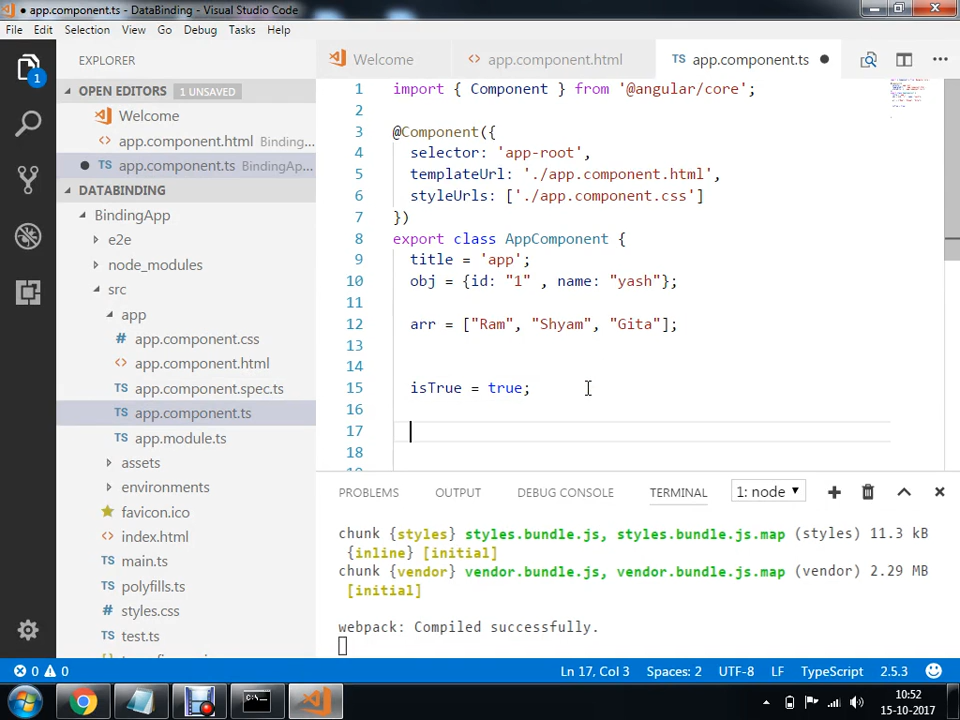 app.component.ts - DataBinding - Visual Studio Code
File Edit Selection View Go Debug Tasks Help
EXPLORER
OPEN EDITORS 1 UNSAVED
Welcome
app.component.html Binding...
TS app.component.ts BindingAp...
DATABINDING
BindingApp
e2e
node_modules
src
app
# app.component.css
<> app.component.html
TS app.component.spec.ts
TS app.component.ts
TS app.module.ts
assets
environments
favicon.ico
index.html
main.ts
polyfills.ts
styles.css
test.ts
1
Welcome
<> app.component.html
TS app.component.ts
1 import { Component } from '@angular/core';
2
3 @Component({
4 selector: 'app-root',
5 templateUrl: './app.component.html',
6 styleUrls: ['./app.component.css']
7 })
8 export class AppComponent {
9 title = 'app';
10 obj = {id: "1" , name: "yash"};
11
12 arr = ["Ram", "Shyam", "Gita"];
13
14
15 isTrue = true;
16
17
18
PROBLEMS OUTPUT DEBUG CONSOLE TERMINAL 1: node
chunk {styles} styles.bundle.js, styles.bundle.js.map (styles) 11.3 kB
{inline} [initial]
chunk {vendor} vendor.bundle.js, vendor.bundle.js.map (vendor) 2.29 MB
[initial]
webpack: Compiled successfully.
0 0 Ln 17, Col 3 Spaces: 2 UTF-8 LF TypeScript 2.5.3
10:52
15-10-2017